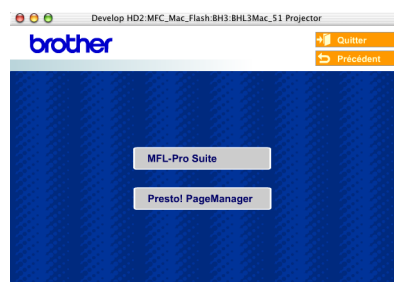 Develop HD2:MFC_Mac_Flash:BH3:BHL3Mac_51 Projector
brother
Quitter
Précédent
MFL-Pro Suite
Presto! PageManager